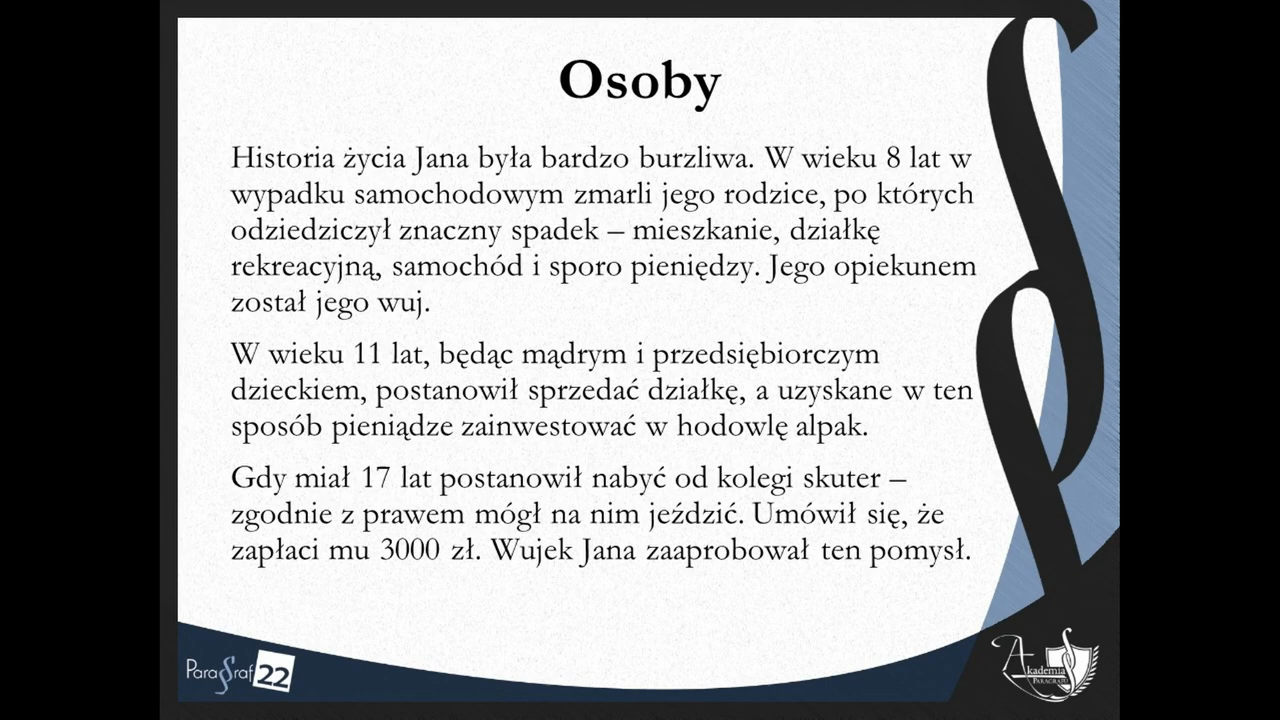 Osoby
Historia życia Jana była bardzo burzliwa. W wieku 8 lat w
wypadku samochodowym zmarli jego rodzice, po których
odziedziczył znaczny spadek – mieszkanie, działkę
rekreacyjną, samochód i sporo pieniędzy. Jego opiekunem
został jego wuj.
W wieku 11 lat, będąc mądrym i przedsiębiorczym
dzieckiem, postanowił sprzedać działkę, a uzyskane w ten
sposób pieniądze zainwestować w hodowlę alpak.
Gdy miał 17 lat postanowił nabyć od kolegi skuter –
zgodnie z prawem mógł na nim jeździć. Umówił się, że
zapłaci mu 3000 zł. Wujek Jana zaaprobował ten pomysł.
Para§raf 22
Akademia
PARAGRAFU